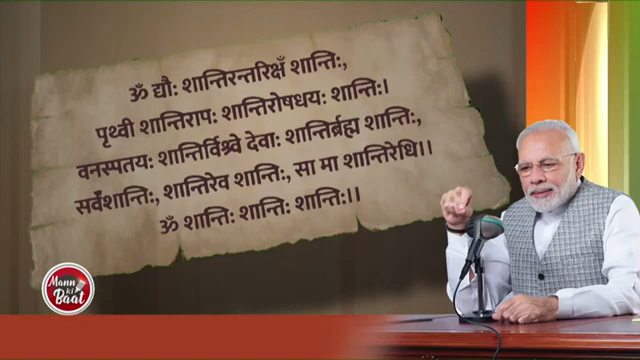 ॐ द्यौः शान्तिरन्तरिक्षँ शान्तिः,
पृथ्वी शान्तिरापः शान्तिरोषधयः शान्तिः।
वनस्पतयः शान्तिर्विश्वे देवाः शान्तिर्ब्रह्म शान्तिः,
सर्वंशान्तिः, शान्तिरेव शान्तिः, सा मा शान्तिरेधि।।
ॐ शान्तिः शान्तिः शान्तिः।।
Mann
ki
Baat